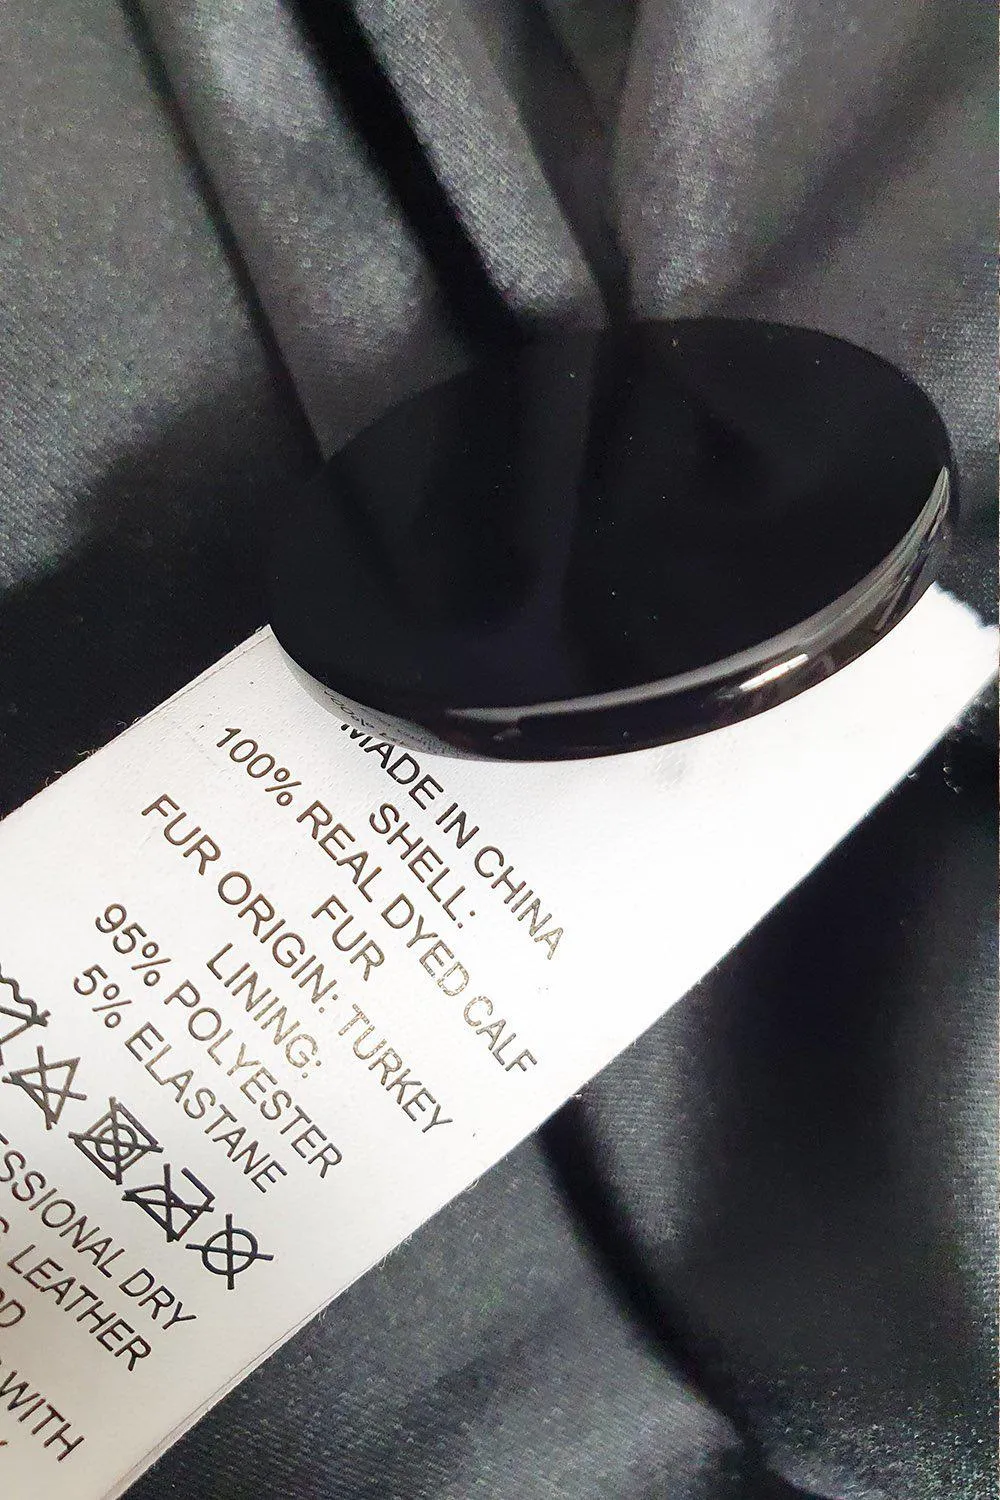 MADE IN CHINA
SHELL:
100% REAL DYED CALF
FUR
FUR ORIGIN: TURKEY
LINING:
95% POLYESTER
5% ELASTANE
DRY
LEATHER
WITH